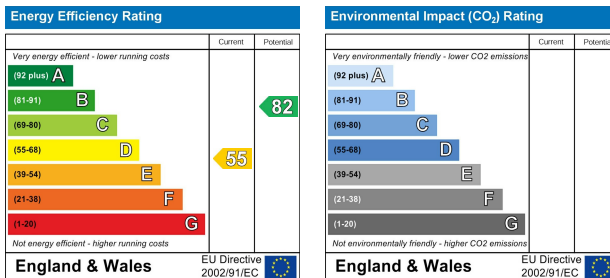 Energy Efficiency Rating
Current Potential
Very energy efficient - lower running costs
(92 plus) A
(81-91) B
(69-80) C
(55-68) D
(39-54) E
(21-38) F
(1-20) G
82
55
Not energy efficient - higher running costs
England & Wales
EU Directive
2002/91/EC
Environmental Impact (CO₂) Rating
Current Potential
Very environmentally friendly - lower CO2 emissions
(92 plus) A
(81-91) B
(69-80) C
(55-68) D
(39-54) E
(21-38) F
(1-20) G
Not environmentally friendly - higher CO2 emissions
England & Wales
EU Directive
2002/91/EC